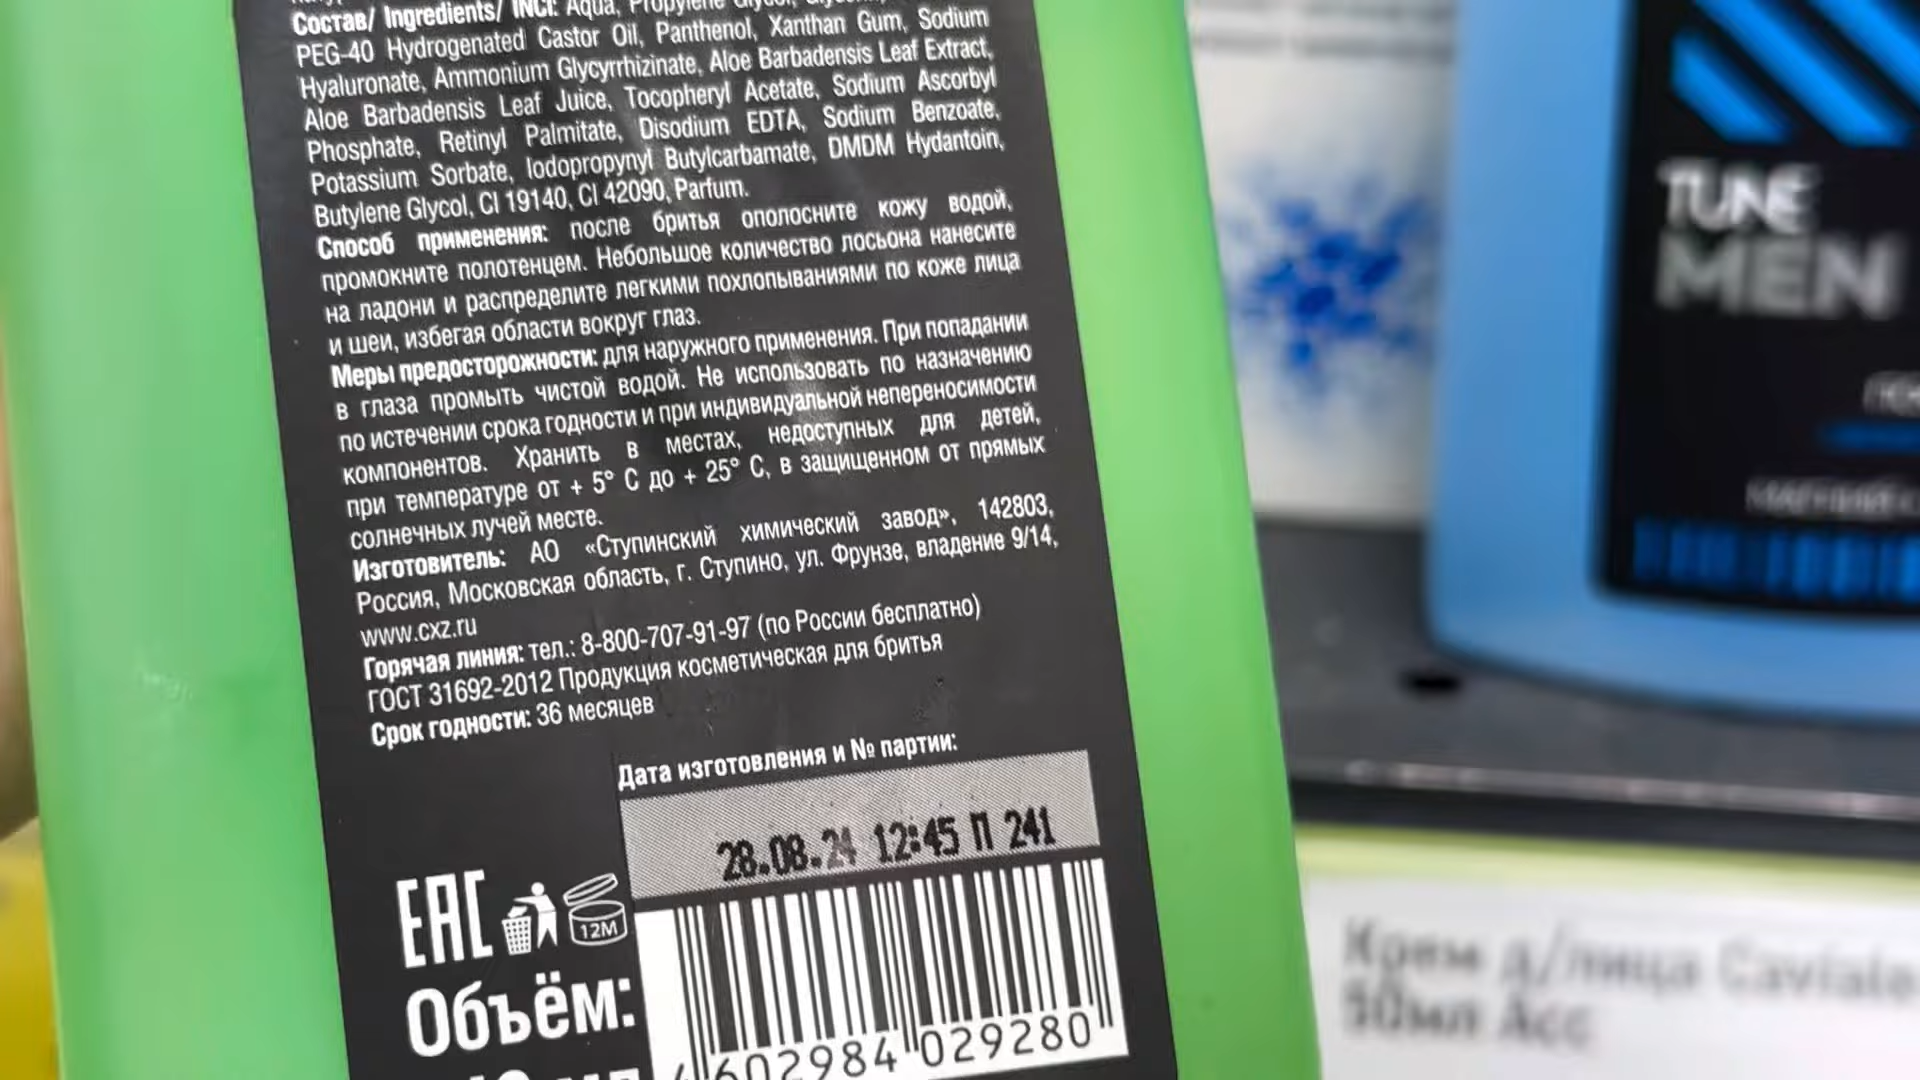 Состав/ Ingredients/ INCI: Aqua, Propylene Glycol,
PEG-40 Hydrogenated Castor Oil, Panthenol, Xanthan Gum, Sodium
Hyaluronate, Ammonium Glycyrrhizinate, Aloe Barbadensis Leaf Extract,
Aloe Barbadensis Leaf Juice, Tocopheryl Acetate, Sodium Ascorbyl
Phosphate, Retinyl Palmitate, Disodium EDTA, Sodium Benzoate,
Potassium Sorbate, Iodopropynyl Butylcarbamate, DMDM Hydantoin,
Butylene Glycol, CI 19140, CI 42090, Parfum.
Способ применения: после бритья ополосните кожу водой,
промокните полотенцем. Небольшое количество лосьона нанесите
на ладони и распределите легкими похлопываниями по коже лица
и шеи, избегая области вокруг глаз.
Меры предосторожности: для наружного применения. При попадании
в глаза промыть чистой водой. Не использовать по назначению
по истечении срока годности и при индивидуальной непереносимости
компонентов. Хранить в местах, недоступных для детей,
при температуре от + 5° C до + 25° C, в защищенном от прямых
солнечных лучей месте.
Изготовитель: АО «Ступинский химический завод», 142803,
Россия, Московская область, г. Ступино, ул. Фрунзе, владение 9/14,
www.cxz.ru
Горячая линия: тел.: 8-800-707-91-97 (по России бесплатно)
ГОСТ 31692-2012 Продукция косметическая для бритья
Срок годности: 36 месяцев
Дата изготовления и № партии:
28.08.24 12:45 П 241
EAC
12M
Объём:
4 602984 029280
TUNE
MEN
Крем д/лица Caviale
50мл Асс